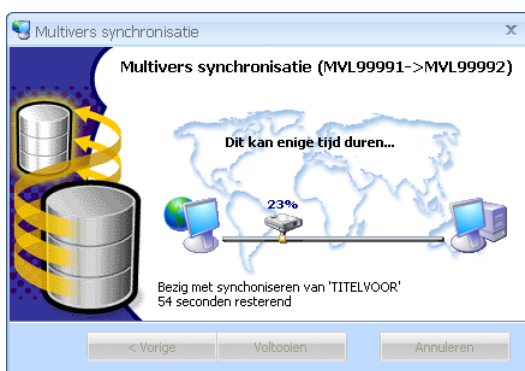 Multivers synchronisatie
x
Multivers synchronisatie (MVL99991->MVL99992)
Dit kan enige tijd duren...
23%
Bezig met synchoniseren van 'TITELVOOR'
54 seconden resterend
< Vorige Voltooien Annuleren